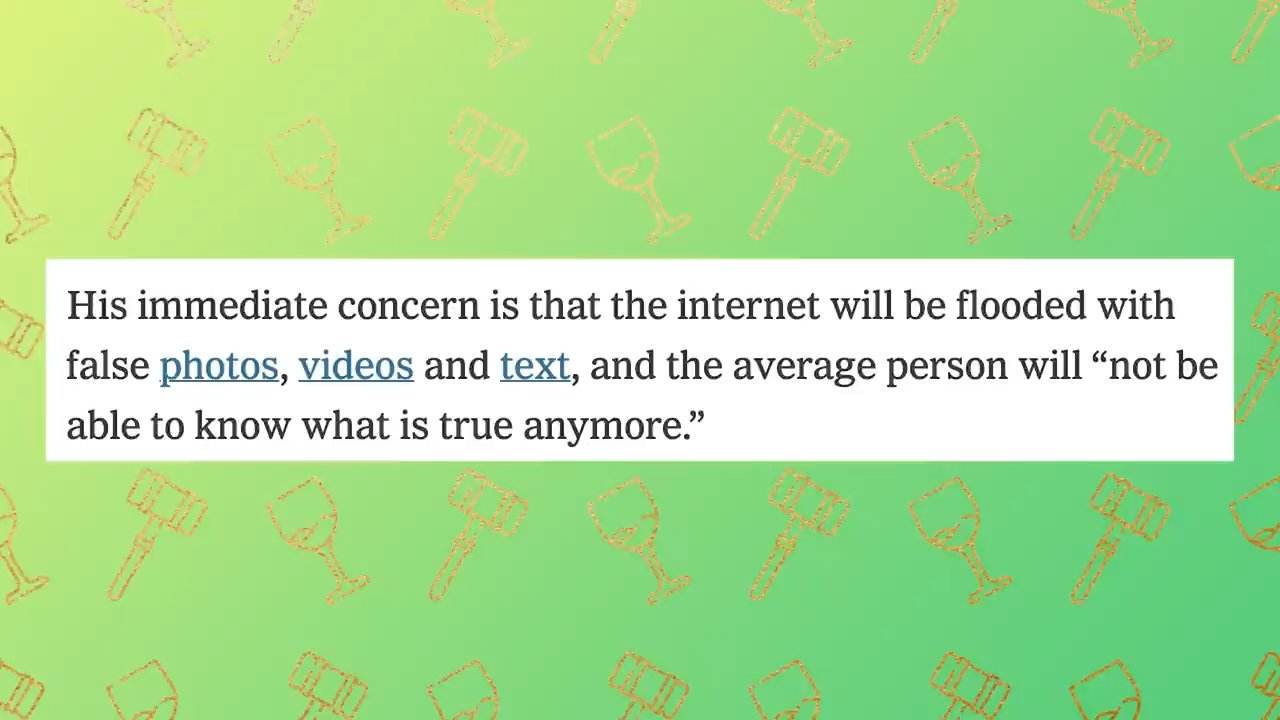 His immediate concern is that the internet will be flooded with
false photos, videos and text, and the average person will “not be
able to know what is true anymore.”